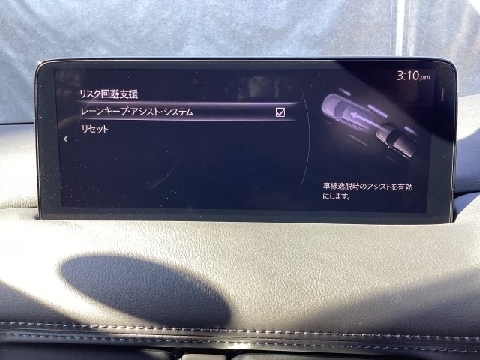 3:10pm
リスク回避支援
レーンキープ・アシスト・システム
リセット
車線逸脱時のアシストを有効
にします。